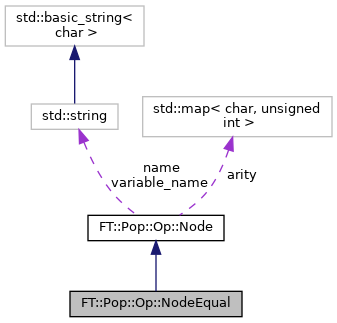 std::basic_string<
char >
std::string
std::map< char, unsigned
int >
name
variable_name
arity
FT::Pop::Op::Node
FT::Pop::Op::NodeEqual